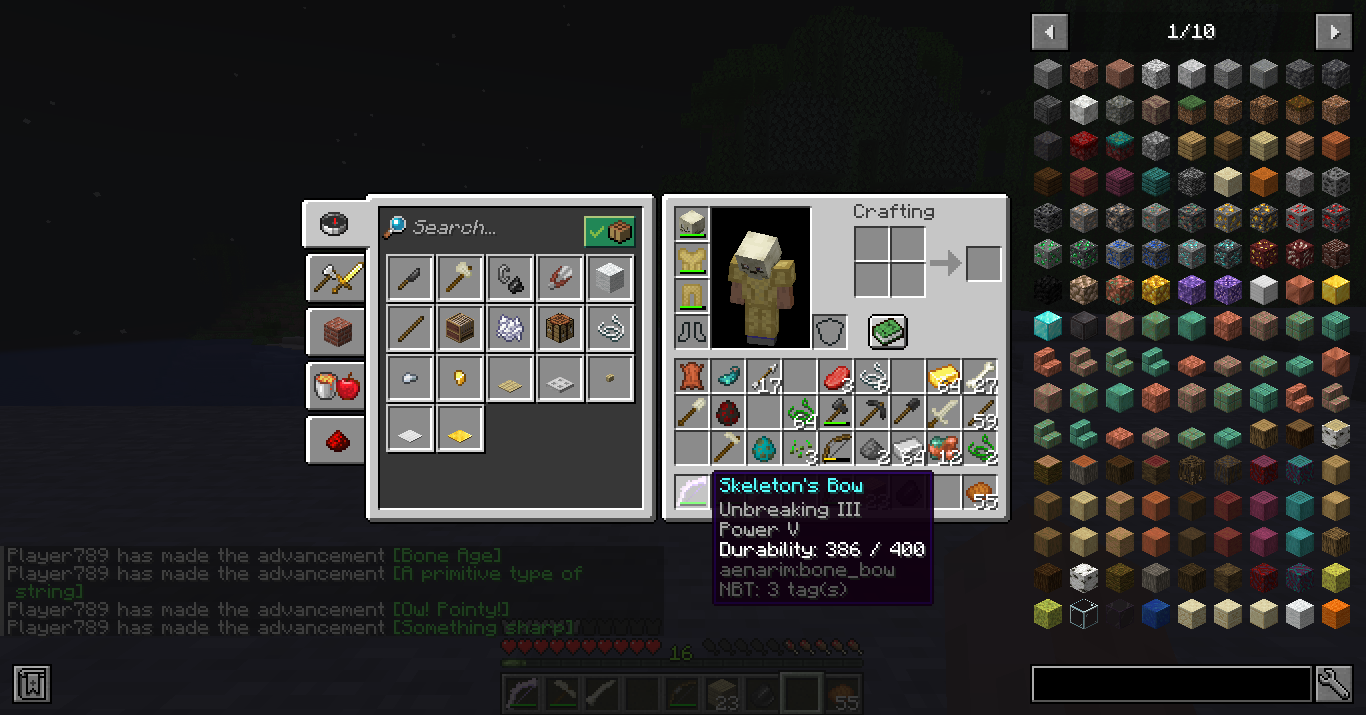 1/10
Search...
Crafting
17
3
6
64
27
64
59
3
2
64
12
2
55
Skeleton's Bow
Unbreaking III
Power V
Durability: 386 / 400
aenarim:bone_bow
NBT: 3 tag(s)
Player789 has made the advancement [Bone Age]
Player789 has made the advancement [A primitive type of
string]
Player789 has made the advancement [Ow! Pointy!]
Player789 has made the advancement [Something sharp]
16
23
55